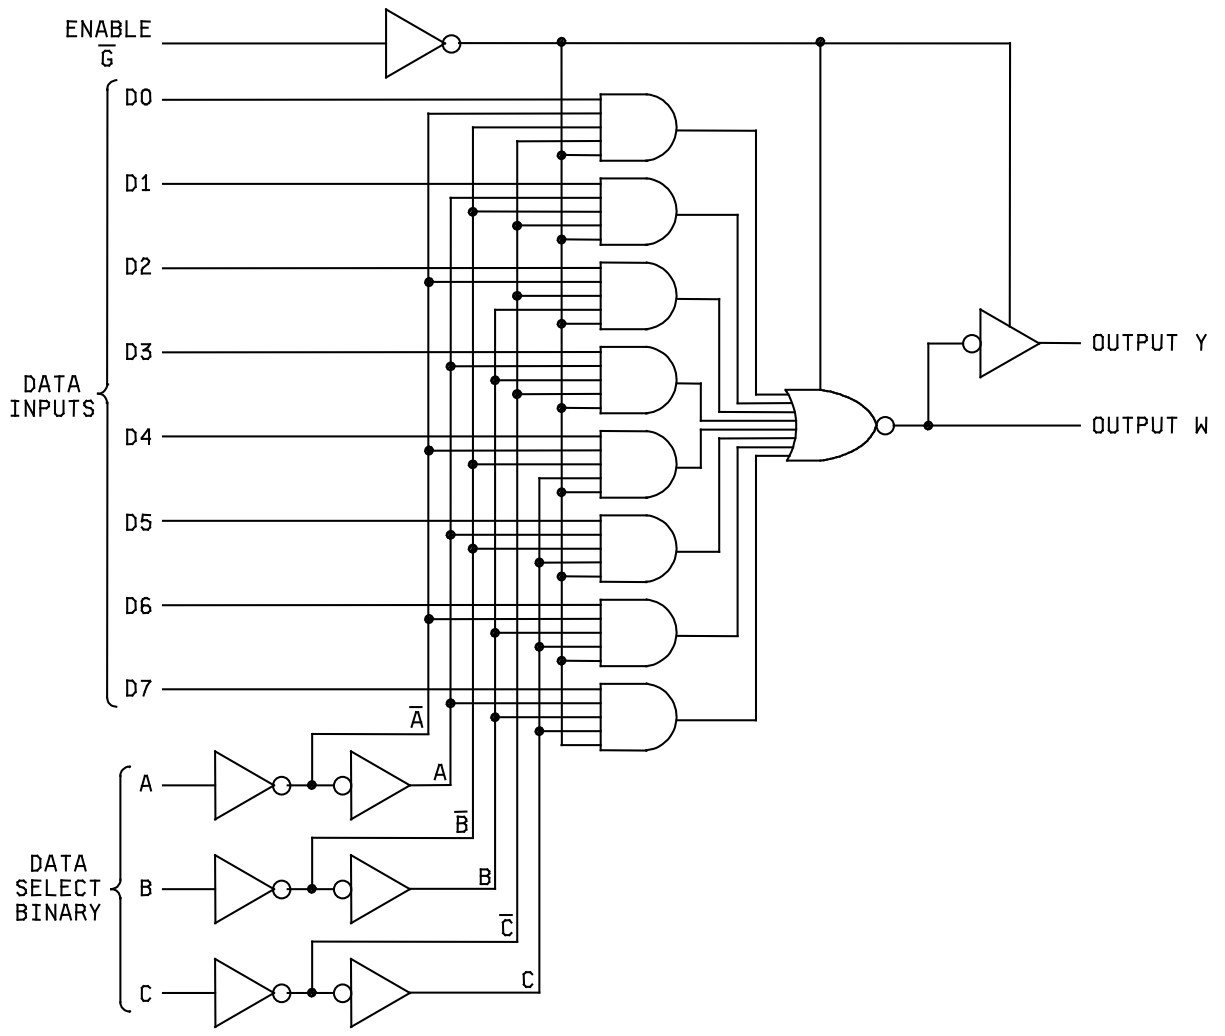 ENABLE
G̅
D0
D1
D2
D3
DATA
INPUTS
D4
D5
D6
D7
OUTPUT Y
OUTPUT W
A̅
A
A
B̅
DATA
SELECT
BINARY
B
B
C̅
C
C